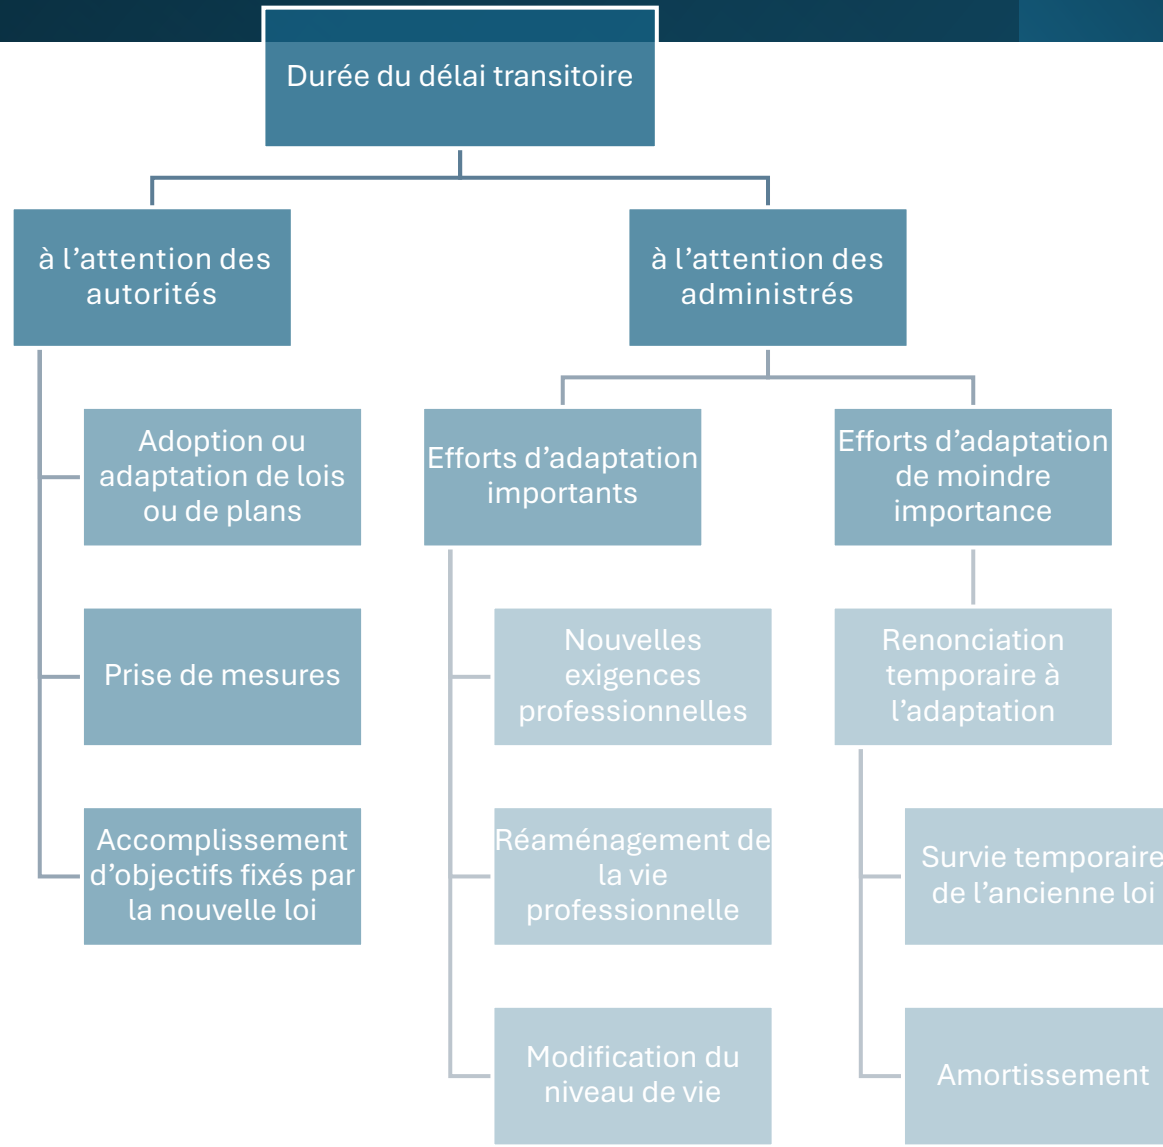 Durée du délai transitoire
à l’attention des
autorités
à l’attention des
administrés
Adoption ou
adaptation de lois
ou de plans
Efforts d’adaptation
importants
Efforts d’adaptation
de moindre
importance
Prise de mesures
Nouvelles
exigences
professionnelles
Renonciation
temporaire à
l’adaptation
Accomplissement
d’objectifs fixés par
la nouvelle loi
Réaménagement de
la vie
professionnelle
Survie temporaire
de l’ancienne loi
Modification du
niveau de vie
Amortissement